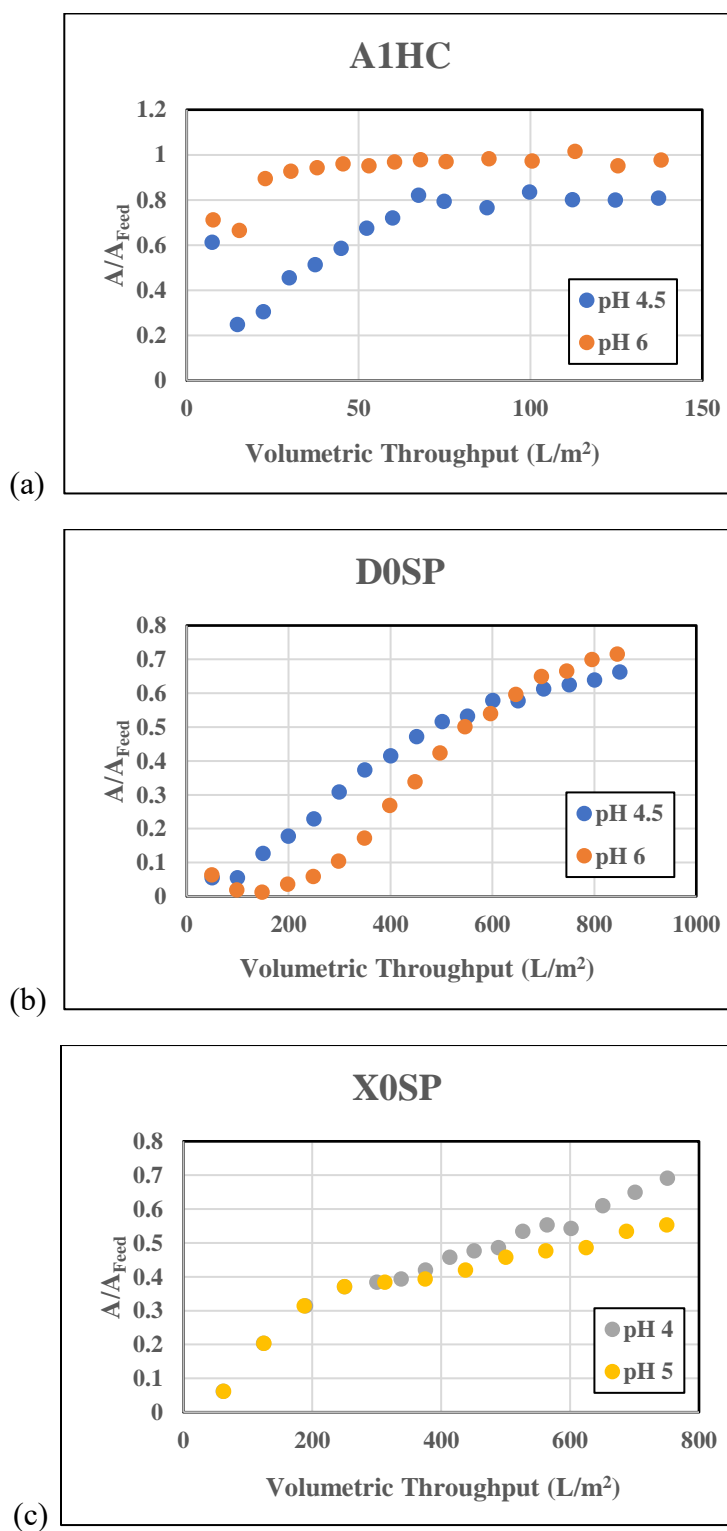 A1HC
1.2
1
0.8
0.6
0.4
0.2
0
A/A_Feed
pH 4.5
pH 6
0 50 100 150
Volumetric Throughput (L/m²)
(a)
D0SP
0.8
0.7
0.6
0.5
0.4
0.3
0.2
0.1
0
A/A_Feed
pH 4.5
pH 6
0 200 400 600 800 1000
Volumetric Throughput (L/m²)
(b)
X0SP
0.8
0.7
0.6
0.5
0.4
0.3
0.2
0.1
0
A/A_Feed
pH 4
pH 5
0 200 400 600 800
Volumetric Throughput (L/m²)
(c)